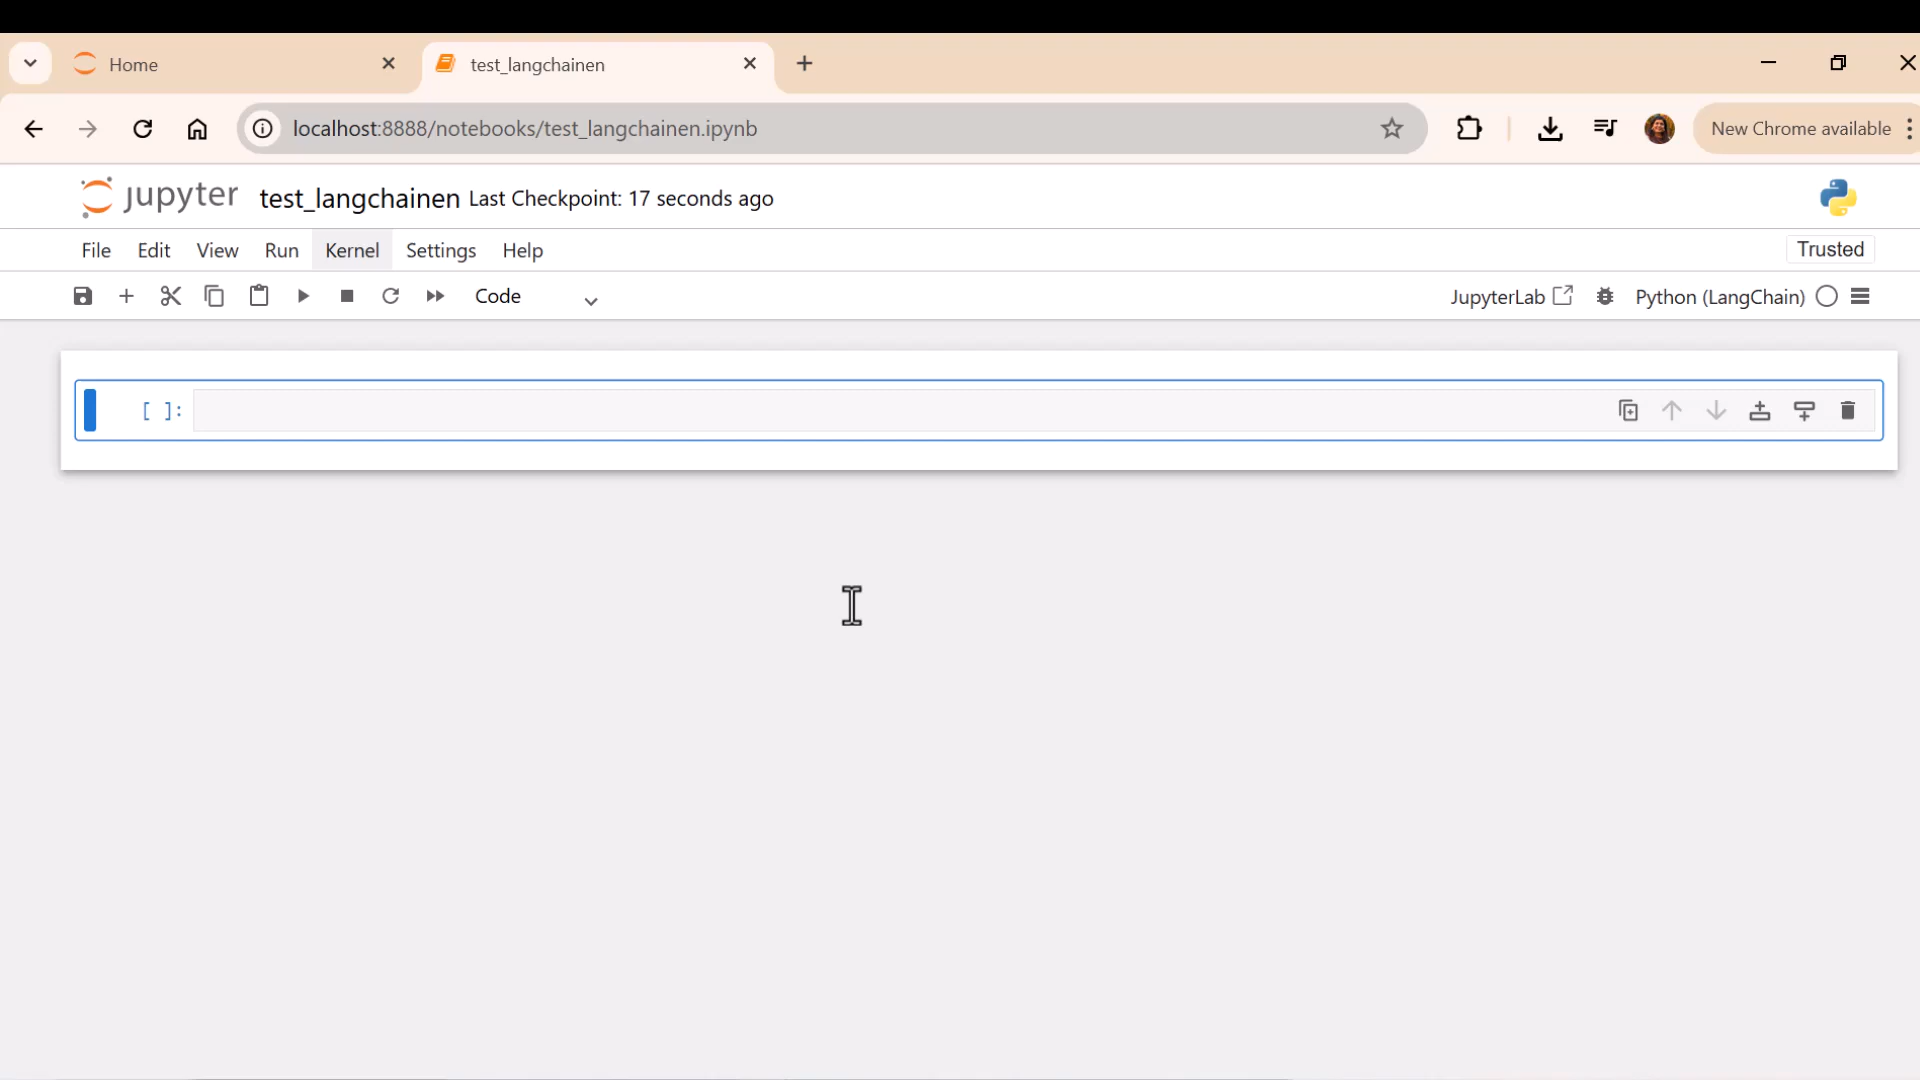 Home
test_langchainen
localhost:8888/notebooks/test_langchainen.ipynb
New Chrome available
jupyter test_langchainen Last Checkpoint: 17 seconds ago
File Edit View Run Kernel Settings Help
Trusted
Code
JupyterLab
Python (LangChain)
[ ]: